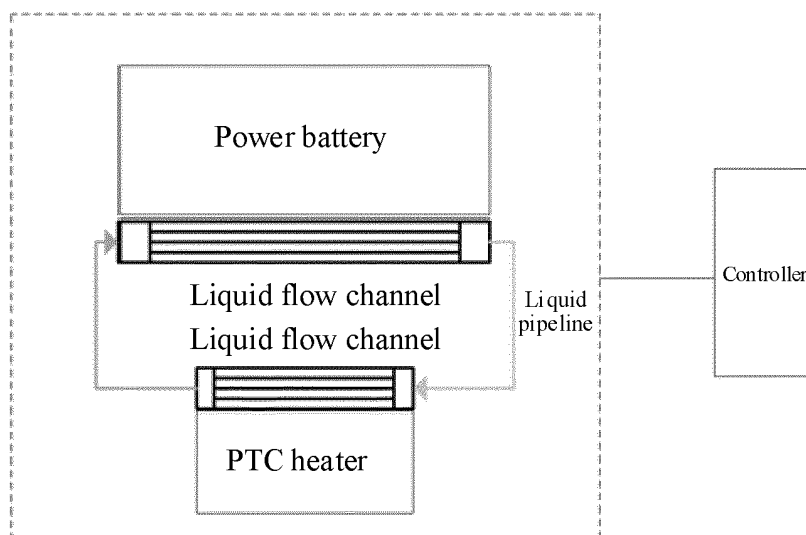 Power battery
Liquid flow channel
Liquid flow channel
Liquid
pipeline
Controller
PTC heater